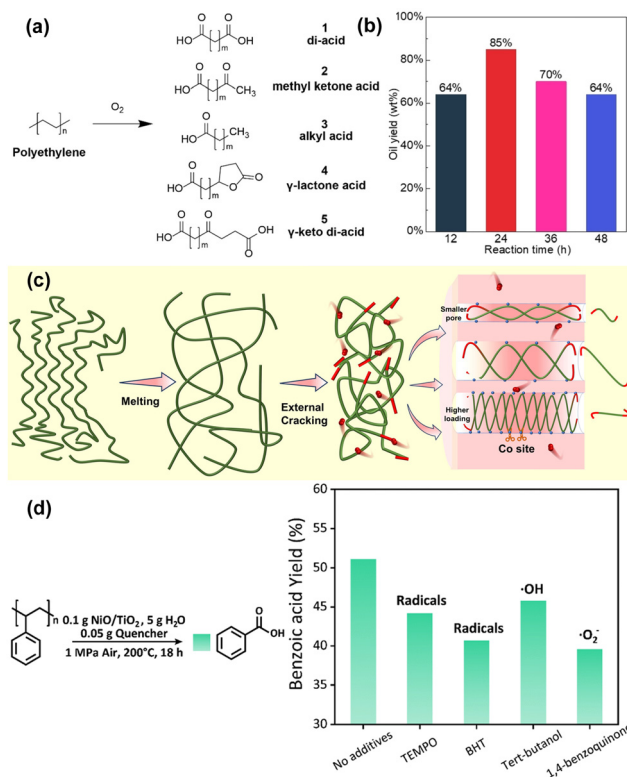 (a)
O
O
HO
OH
m
1
di-acid
O
O
HO
CH3
m
2
methyl ketone acid
n
Polyethylene
O2
O
HO
CH3
m
3
alkyl acid
O
HO
m
O
O
4
γ-lactone acid
O
O
HO
m
OH
O
5
γ-keto di-acid
(b)
Oil yield (wt%)
100%
80%
60%
40%
20%
0%
64%
85%
70%
64%
12
24
36
48
Reaction time (h)
(c)
Melting
External
Cracking
Smaller
pore
Higher
loading
Co site
(d)
n
0.1 g NiO/TiO2, 5 g H2O
0.05 g Quencher
1 MPa Air, 200°C, 18 h
O
OH
Benzoic acid Yield (%)
60
55
50
45
40
35
30
Radicals
Radicals
·OH
·O2-
No additives
TEMPO
BHT
Tert-butanol
1,4-benzoquinone